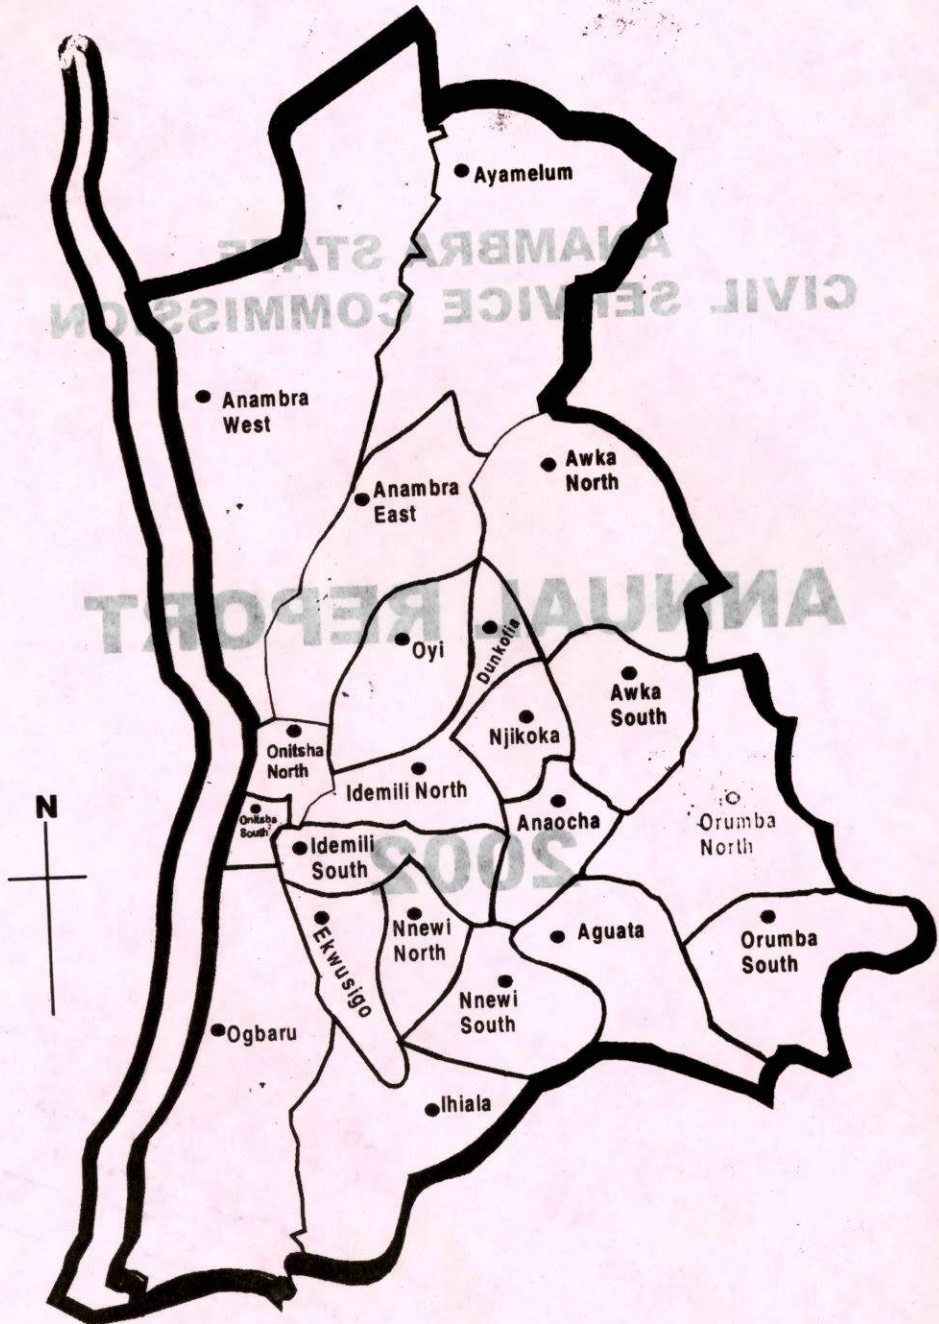 Ayamelum
ANAMBRA STATE
CIVIL SERVICE COMMISSION
Anambra
West
Awka
North
Anambra
East
ANNUAL REPORT
Oyi
Dunkofia
Awka
South
Njikoka
Onitsha
North
Idemili North
N
Onitsha
South
Anaocha
Orumba
North
Idemili
South
2002
Ekwusigo
Nnewi
North
Aguata
Orumba
South
Nnewi
South
Ogbaru
Ihiala